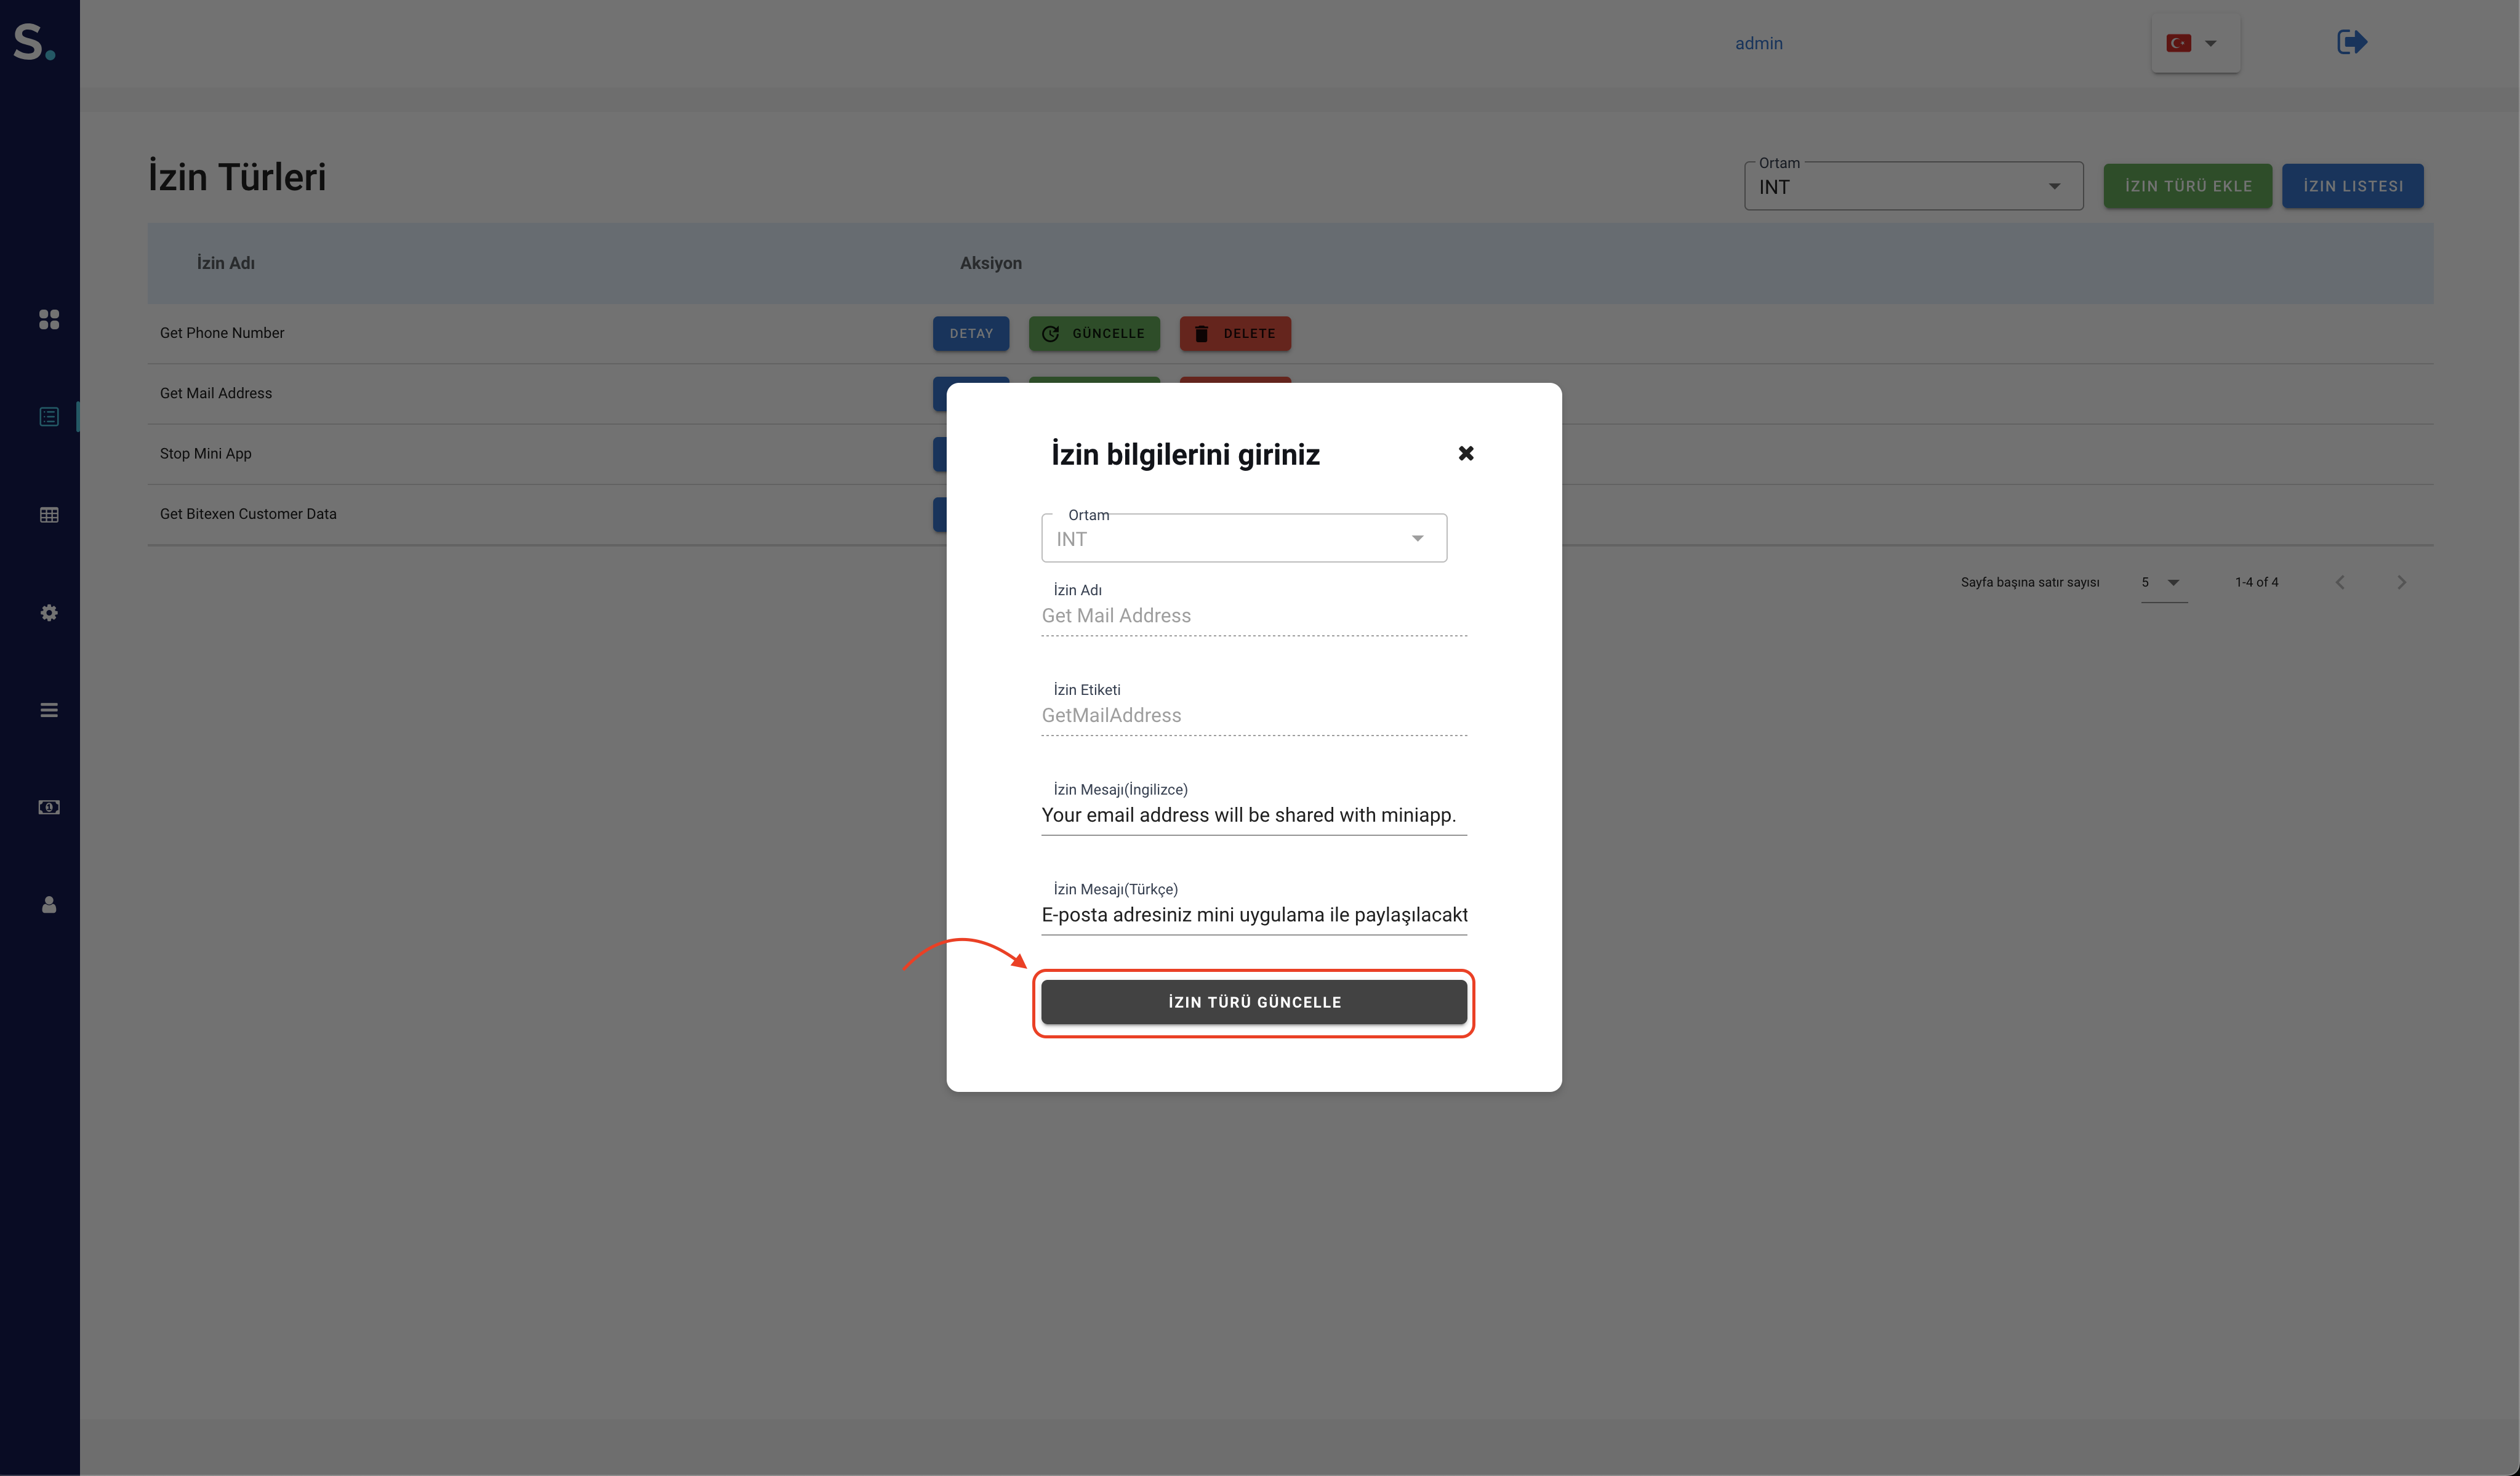 S.
admin
İzin Türleri
Ortam
INT
İZIN TÜRÜ EKLE
İZIN LISTESI
İzin Adı
Aksiyon
Get Phone Number
DETAY
GÜNCELLE
DELETE
Get Mail Address
Stop Mini App
Get Bitexen Customer Data
Sayfa başına satır sayısı
5
1-4 of 4
İzin bilgilerini giriniz
Ortam
INT
İzin Adı
Get Mail Address
İzin Etiketi
GetMailAddress
İzin Mesajı(İngilizce)
Your email address will be shared with miniapp.
İzin Mesajı(Türkçe)
E-posta adresiniz mini uygulama ile paylaşılacakt
İZIN TÜRÜ GÜNCELLE